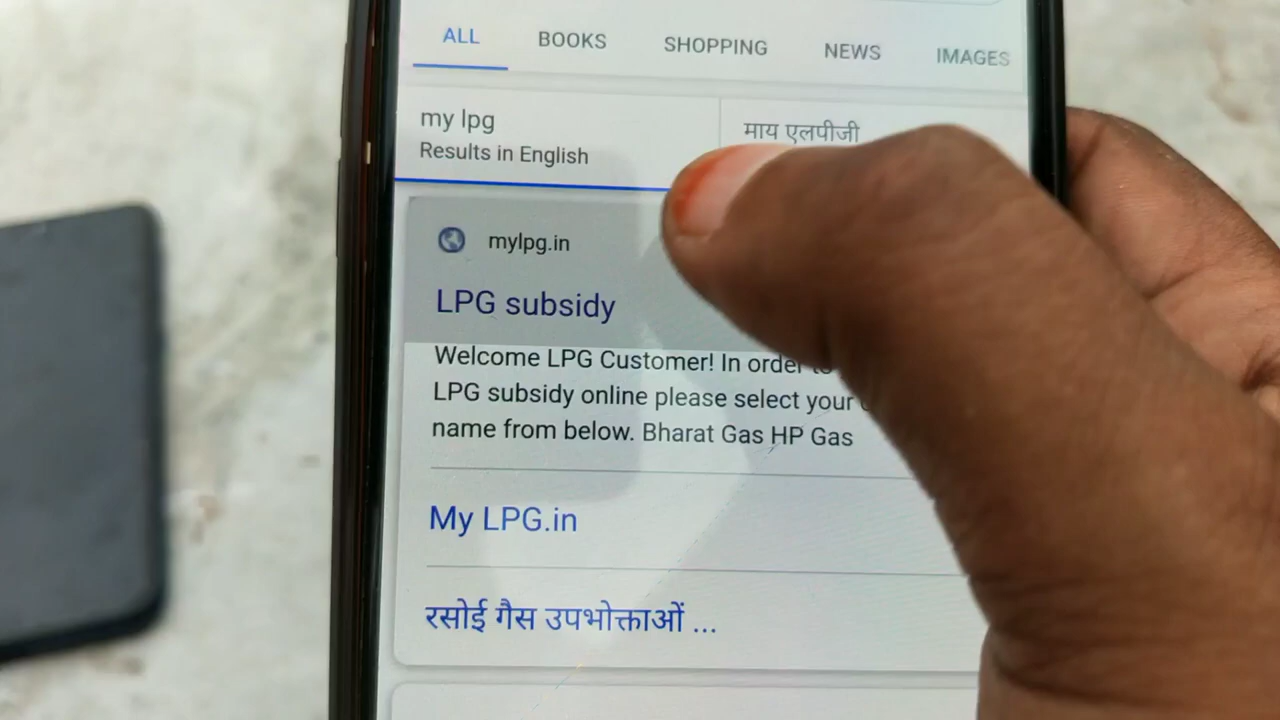 ALL BOOKS SHOPPING NEWS IMAGES
my lpg
Results in English
माय एलपीजी
mylpg.in
LPG subsidy
Welcome LPG Customer! In order
LPG subsidy online please select your
name from below. Bharat Gas HP Gas
My LPG.in
रसोई गैस उपभोक्ताओं ...